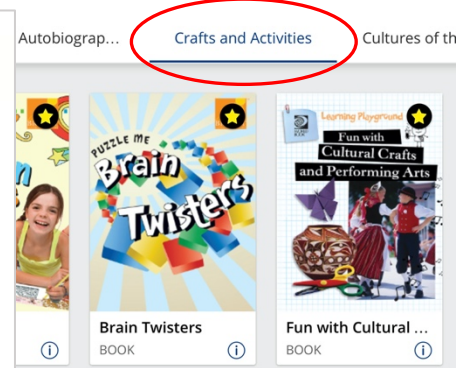 Autobiograp... Crafts and Activities Cultures of th
PUZZLE ME
Brain
Twisters
Learning Playground
Fun with
Cultural Crafts
and Performing Arts
Brain Twisters
BOOK
Fun with Cultural ...
BOOK